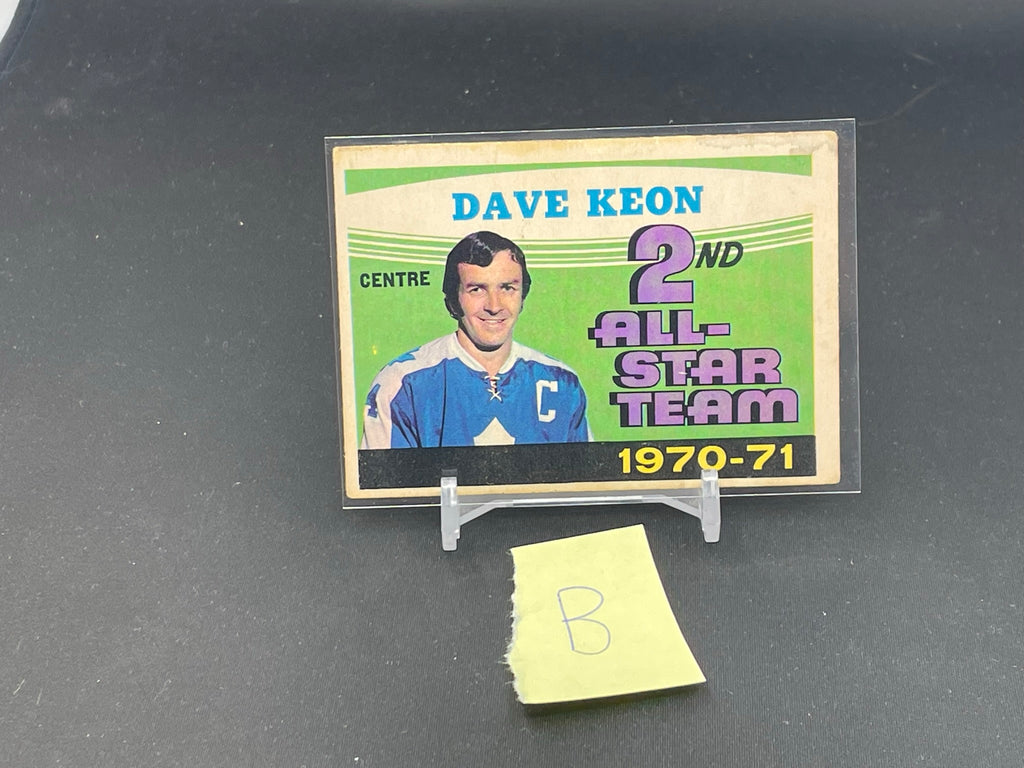 DAVE KEON
CENTRE
2ND
ALL-
STAR
TEAM
C
1970-71
B